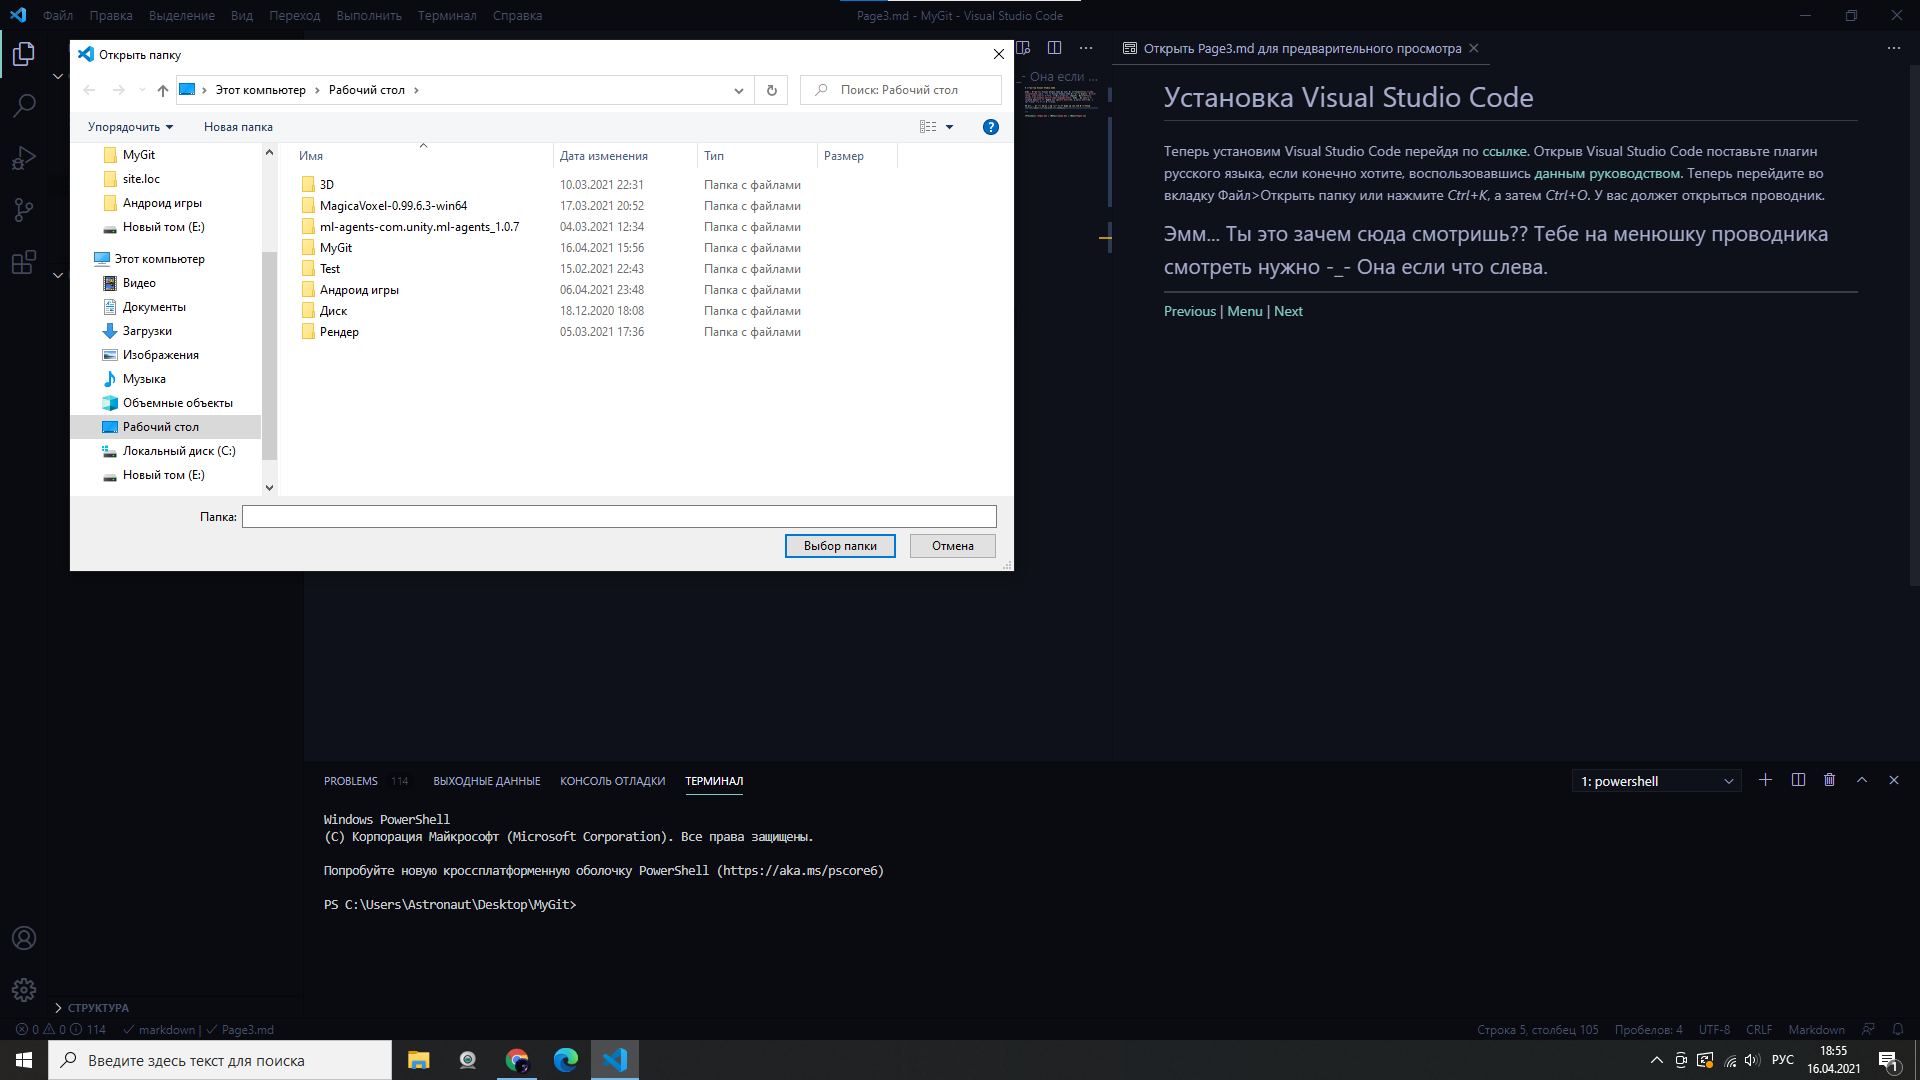 Файл Правка Выделение Вид Переход Выполнить Терминал Справка
Page3.md - MyGit - Visual Studio Code
Открыть папку
Этот компьютер Рабочий стол
Поиск: Рабочий стол
Упорядочить Новая папка
MyGit
site.loc
Андроид игры
Новый том (E:)
Этот компьютер
Видео
Документы
Загрузки
Изображения
Музыка
Объемные объекты
Рабочий стол
Локальный диск (C:)
Новый том (E:)
Имя Дата изменения Тип Размер
3D 10.03.2021 22:31 Папка с файлами
MagicaVoxel-0.99.6.3-win64 17.03.2021 20:52 Папка с файлами
ml-agents-com.unity.ml-agents_1.0.7 04.03.2021 12:34 Папка с файлами
MyGit 16.04.2021 15:56 Папка с файлами
Test 15.02.2021 22:43 Папка с файлами
Андроид игры 06.04.2021 23:48 Папка с файлами
Диск 18.12.2020 18:08 Папка с файлами
Рендер 05.03.2021 17:36 Папка с файлами
Папка:
Выбор папки Отмена
_- Она если ...
Открыть Page3.md для предварительного просмотра
Установка Visual Studio Code
Теперь установим Visual Studio Code перейдя по ссылке. Открыв Visual Studio Code поставьте плагин
русского языка, если конечно хотите, воспользовавшись данным руководством. Теперь перейдите во
вкладку Файл>Открыть папку или нажмите Ctrl+K, а затем Ctrl+O. У вас должет открыться проводник.
Эмм... Ты это зачем сюда смотришь?? Тебе на менюшку проводника
смотреть нужно -_- Она если что слева.
Previous | Menu | Next
PROBLEMS 114 ВЫХОДНЫЕ ДАННЫЕ КОНСОЛЬ ОТЛАДКИ ТЕРМИНАЛ
1: powershell
Windows PowerShell
(C) Корпорация Майкрософт (Microsoft Corporation). Все права защищены.
Попробуйте новую кроссплатформенную оболочку PowerShell (https://aka.ms/pscore6)
PS C:\Users\Astronaut\Desktop\MyGit>
СТРУКТУРА
0 0 114 markdown | Page3.md
Строка 5, столбец 105 Пробелов: 4 UTF-8 CRLF Markdown
Введите здесь текст для поиска
РУС
18:55
16.04.2021
1